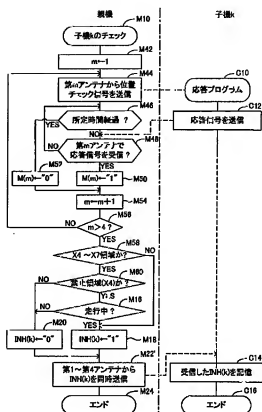 親機
子機k
M10
子機Kのチェック
M42
m←1
M44
第mアンテナから位置
チェック信号を送信
C10
応答プログラム
M46
所定時間経過?
YES
NO
C12
応答信号を送信
M48
第mアンテナで
応答信号を受信?
NO
YES
M52
M(m)←"0"
M(m)←"1"
M50
M54
m←m+1
M56
m>4?
NO
YES
M58
X4~X7領域か?
NO
YES
M60
禁止領域(X4)か?
NO
YES
M16
走行中?
NO
YES
M20
INH(k)←"0"
INH(k)←"1"
M18
M22'
第1~第4アンテナから
INH(k)を同時送信
C14
受信したINH(k)を記憶
M24
エンド
C16
エンド